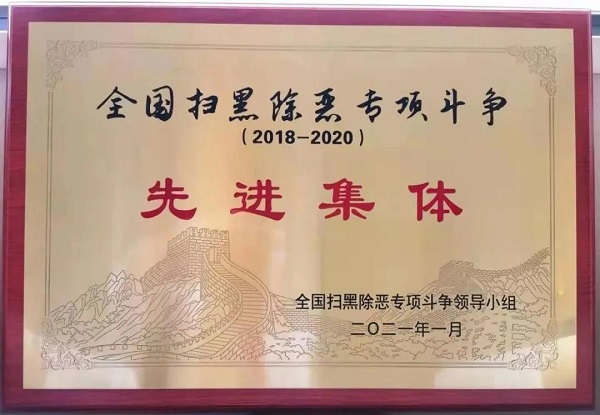 全国扫黑除恶专项斗争
（2018-2020）
先进集体
全国扫黑除恶专项斗争领导小组
二〇二一年一月